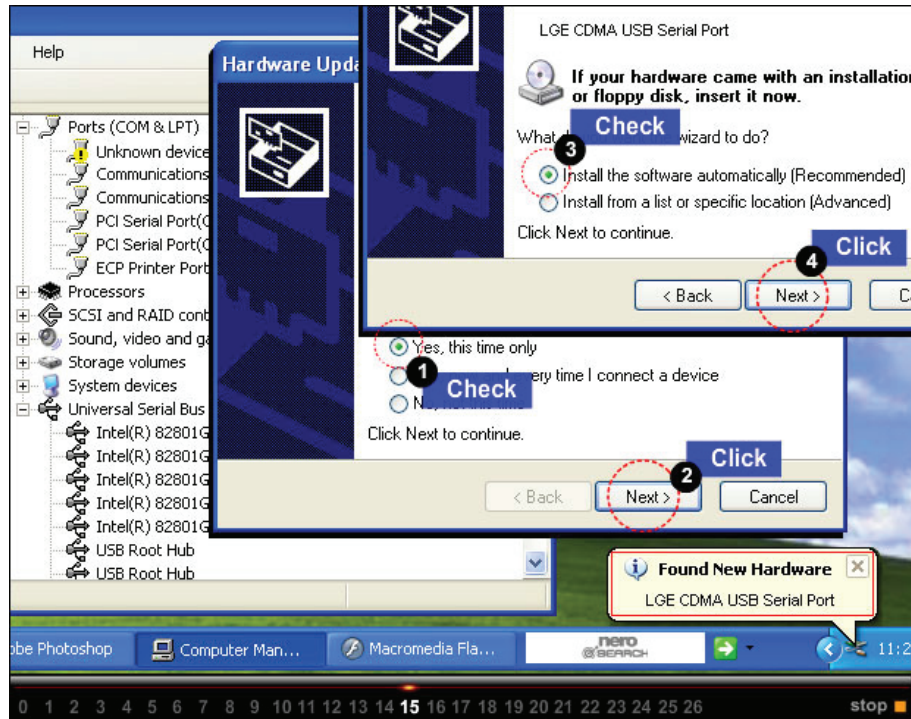 Help
Ports (COM & LPT)
Unknown device
Communications
Communications
PCI Serial Port(C
PCI Serial Port(C
ECP Printer Port
Processors
SCSI and RAID cont
Sound, video and ga
Storage volumes
System devices
Universal Serial Bus
Intel(R) 82801G
Intel(R) 82801G
Intel(R) 82801G
Intel(R) 82801G
Intel(R) 82801G
USB Root Hub
USB Root Hub
Hardware Upda
LGE CDMA USB Serial Port
If your hardware came with an installation
or floppy disk, insert it now.
What wizard to do?
Check
3
Install the software automatically (Recommended)
Install from a list or specific location (Advanced)
Click Next to continue.
Click
4
< Back Next > Ca
Yes, this time only
1
every time I connect a device
Check
Click Next to continue.
Click
2
< Back Next > Cancel
Found New Hardware
LGE CDMA USB Serial Port
obe Photoshop Computer Man... Macromedia Fla... nero SEARCH 11:2
0 1 2 3 4 5 6 7 8 9 10 11 12 13 14 15 16 17 18 19 20 21 22 23 24 25 26 stop